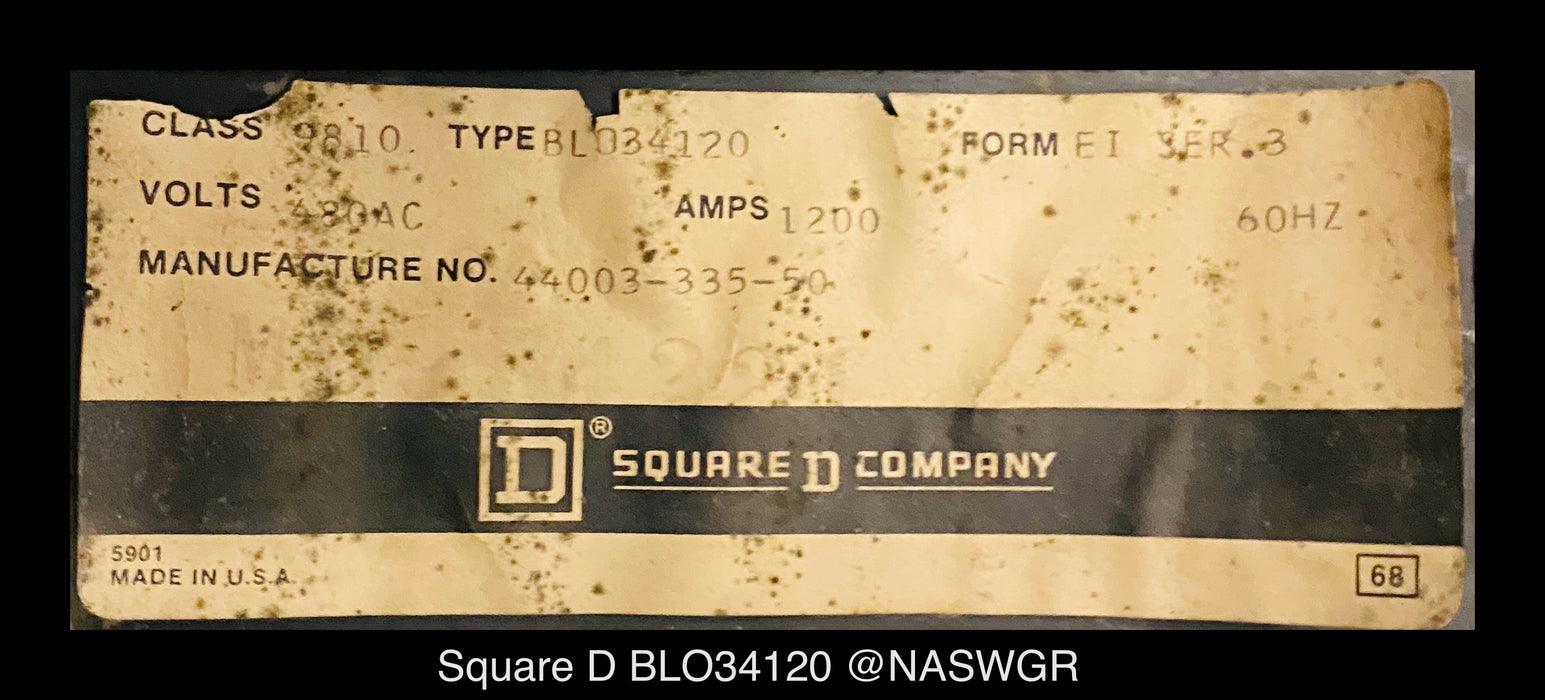 CLASS 9810. TYPE BLO34120 FORM EI SER.3
VOLTS 480AC AMPS 1200 60HZ
MANUFACTURE NO. 44003-335-50
D® SQUARE D COMPANY
5901
MADE IN U.S.A.
68
Square D BLO34120 @NASWGR